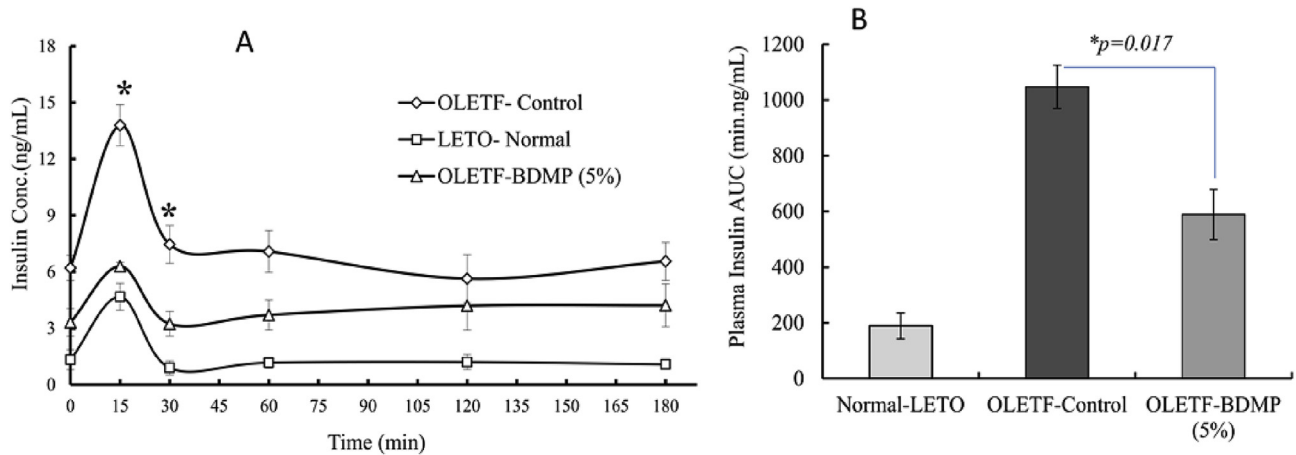 A
Insulin Conc.(ng/mL)
18
15
12
9
6
3
0
*
*
OLETF- Control
LETO- Normal
OLETF-BDMP (5%)
0 15 30 45 60 75 90 105 120 135 150 165 180
Time (min)
B
Plasma Insulin AUC (min.ng/mL)
1200
1000
800
600
400
200
0
*p=0.017
Normal-LETO OLETF-Control OLETF-BDMP
(5%)